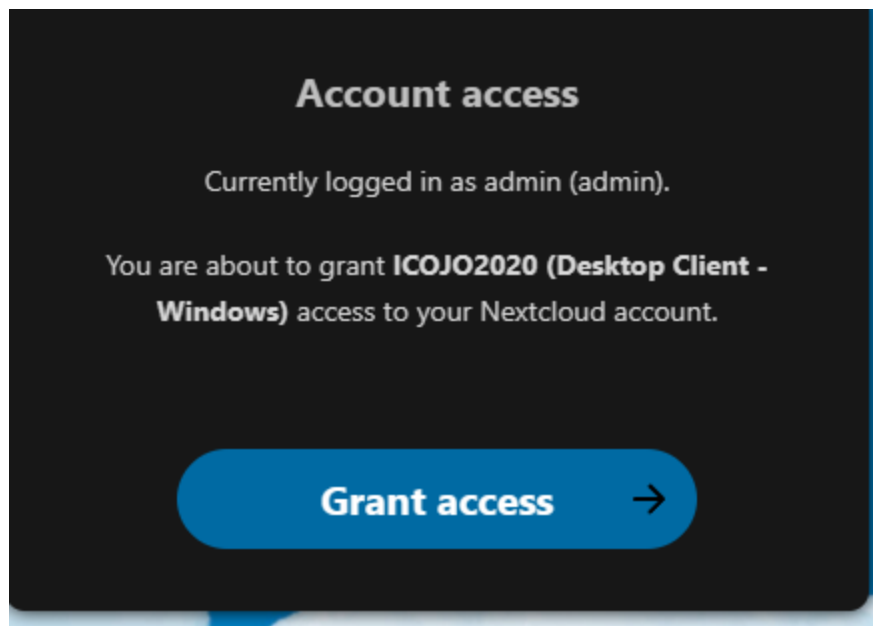 Account access
Currently logged in as admin (admin).
You are about to grant ICOJO2020 (Desktop Client -
Windows) access to your Nextcloud account.
Grant access